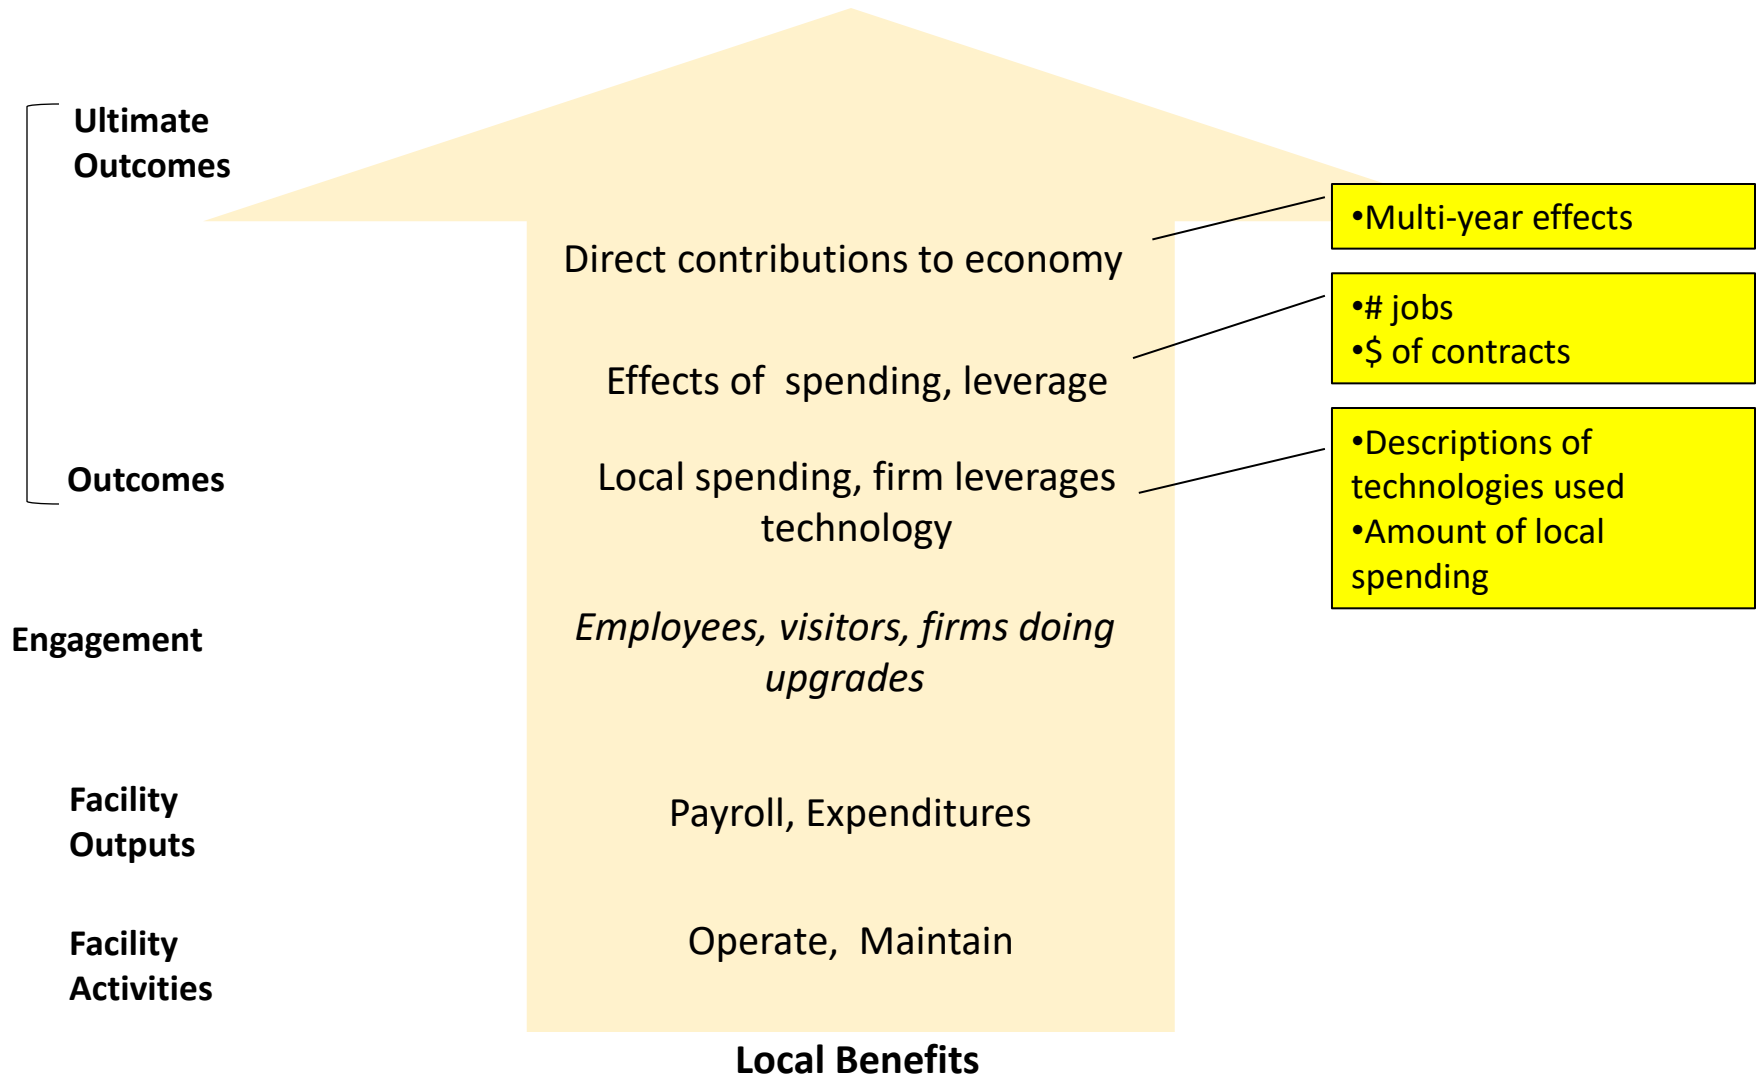 Ultimate
Outcomes
Direct contributions to economy
•Multi-year effects
Effects of  spending, leverage
•# jobs
•$ of contracts
Outcomes
Local spending, firm leverages
technology
•Descriptions of
technologies used
•Amount of local
spending
Engagement
Employees, visitors, firms doing
upgrades
Facility
Outputs
Payroll, Expenditures
Facility
Activities
Operate,  Maintain
Local Benefits